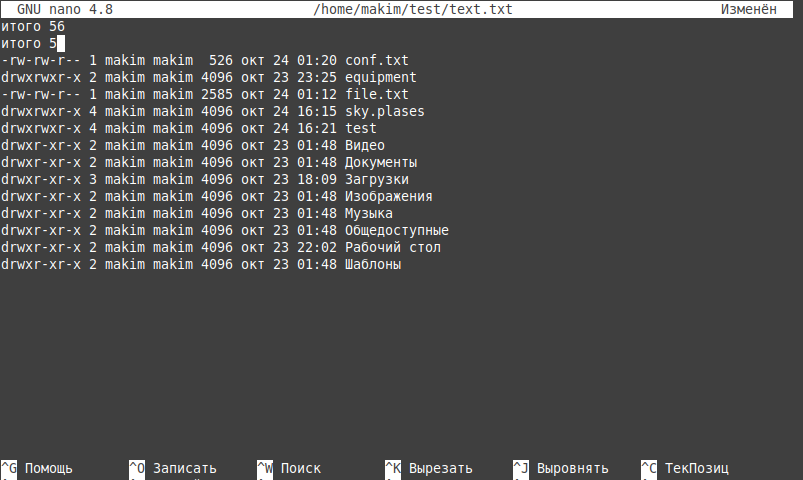 GNU nano 4.8 /home/makim/test/text.txt Изменён
итого 56
итого 5
-rw-rw-r-- 1 makim makim  526 окт 24 01:20 conf.txt
drwxrwxr-x 2 makim makim 4096 окт 23 23:25 equipment
-rw-rw-r-- 1 makim makim 2585 окт 24 01:12 file.txt
drwxrwxr-x 4 makim makim 4096 окт 24 16:15 sky.plases
drwxrwxr-x 4 makim makim 4096 окт 24 16:21 test
drwxr-xr-x 2 makim makim 4096 окт 23 01:48 Видео
drwxr-xr-x 2 makim makim 4096 окт 23 01:48 Документы
drwxr-xr-x 3 makim makim 4096 окт 23 18:09 Загрузки
drwxr-xr-x 2 makim makim 4096 окт 23 01:48 Изображения
drwxr-xr-x 2 makim makim 4096 окт 23 01:48 Музыка
drwxr-xr-x 2 makim makim 4096 окт 23 01:48 Общедоступные
drwxr-xr-x 2 makim makim 4096 окт 23 22:02 Рабочий стол
drwxr-xr-x 2 makim makim 4096 окт 23 01:48 Шаблоны
^G Помощь ^O Записать ^W Поиск ^K Вырезать ^J Выровнять ^C ТекПозиц